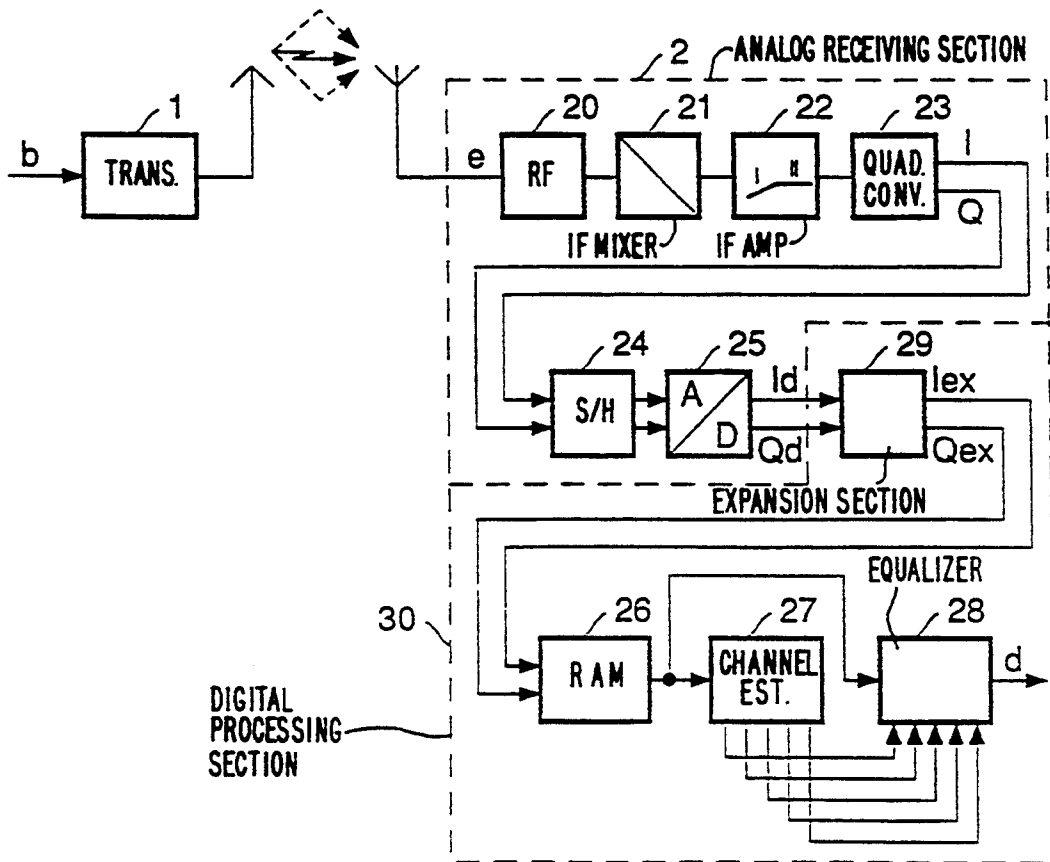 2
ANALOG RECEIVING SECTION
1
b
TRANS.
20
21
22
23
e
RF
I II
QUAD.
CONV.
I
Q
IF MIXER
IF AMP
24
25
29
S/H
A
D
Id
Qd
Iex
Qex
EXPANSION SECTION
EQUALIZER
30
26
27
28
RAM
CHANNEL
EST.
d
DIGITAL
PROCESSING
SECTION